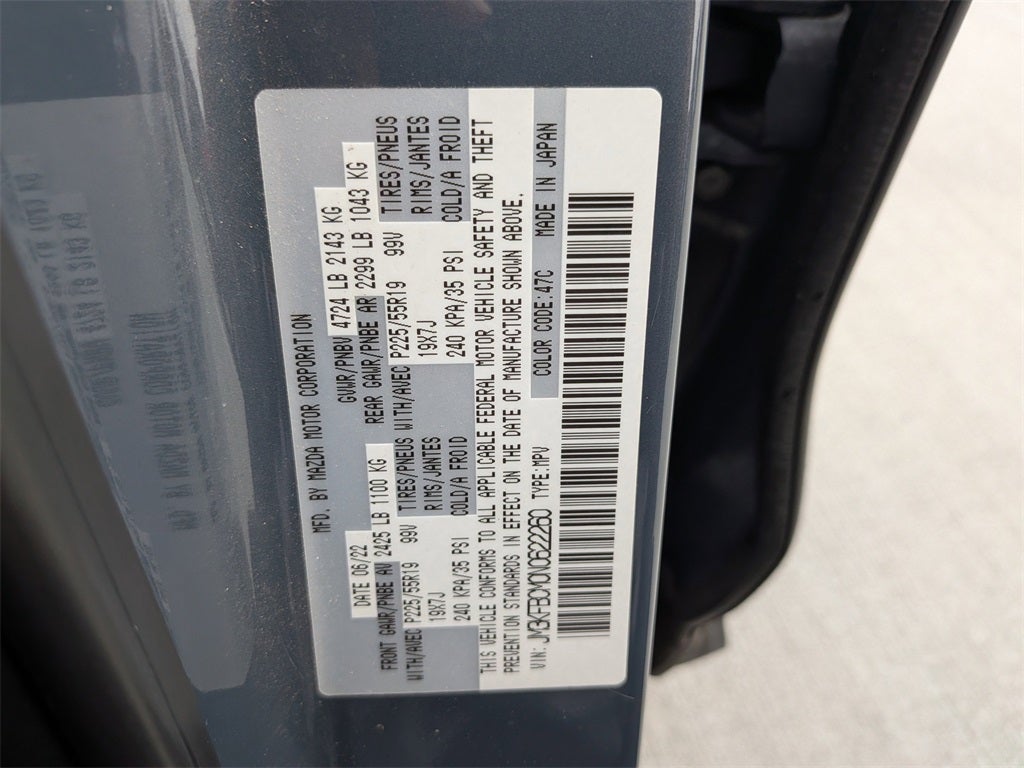 MFD. BY MAZDA MOTOR CORPORATION
DATE 06/22 GVWR/PNBV 4724 LB 2143 KG
FRONT GAWR/PNBE AV 2425 LB 1100 KG REAR GAWR/PNBE AR 2299 LB 1043 KG
WITH/AVEC P225/55R19 99V TIRES/PNEUS WITH/AVEC P225/55R19 99V TIRES/PNEUS
19X7J RIMS/JANTES 19X7J RIMS/JANTES
240 KPA/35 PSI COLD/A FROID 240 KPA/35 PSI COLD/A FROID
THIS VEHICLE CONFORMS TO ALL APPLICABLE FEDERAL MOTOR VEHICLE SAFETY AND THEFT
PREVENTION STANDARDS IN EFFECT ON THE DATE OF MANUFACTURE SHOWN ABOVE.
VIN: JM3KFBCM0N0622260 TYPE:MPV COLOR CODE:47C MADE IN JAPAN